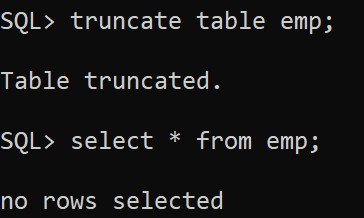 SQL> truncate table emp;
Table truncated.
SQL> select * from emp;
no rows selected